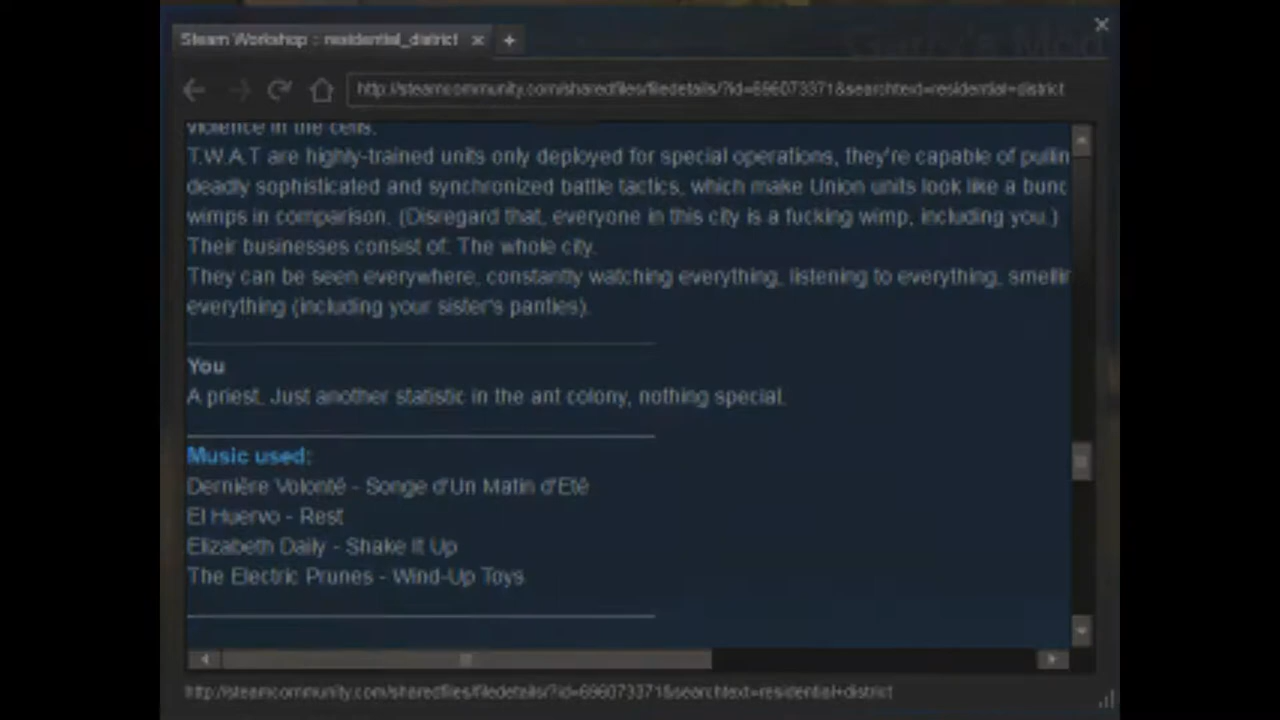 Garry's Mod
Steam Workshop :: residential_district
http://steamcommunity.com/sharedfiles/filedetails/?id=696073371&searchtext=residential+district
violence in the cells.
T.W.A.T are highly-trained units only deployed for special operations, they're capable of pullin
deadly sophisticated and synchronized battle tactics, which make Union units look like a bunc
wimps in comparison. (Disregard that, everyone in this city is a fucking wimp, including you.)
Their businesses consist of: The whole city.
They can be seen everywhere, constantly watching everything, listening to everything, smellin
everything (including your sister's panties).
You
A priest. Just another statistic in the ant colony, nothing special.
Music used:
Dernière Volonté - Songe d'Un Matin d'Eté
El Huervo - Rest
Elizabeth Daily - Shake It Up
The Electric Prunes - Wind-Up Toys
http://steamcommunity.com/sharedfiles/filedetails/?id=696073371&searchtext=residential+district